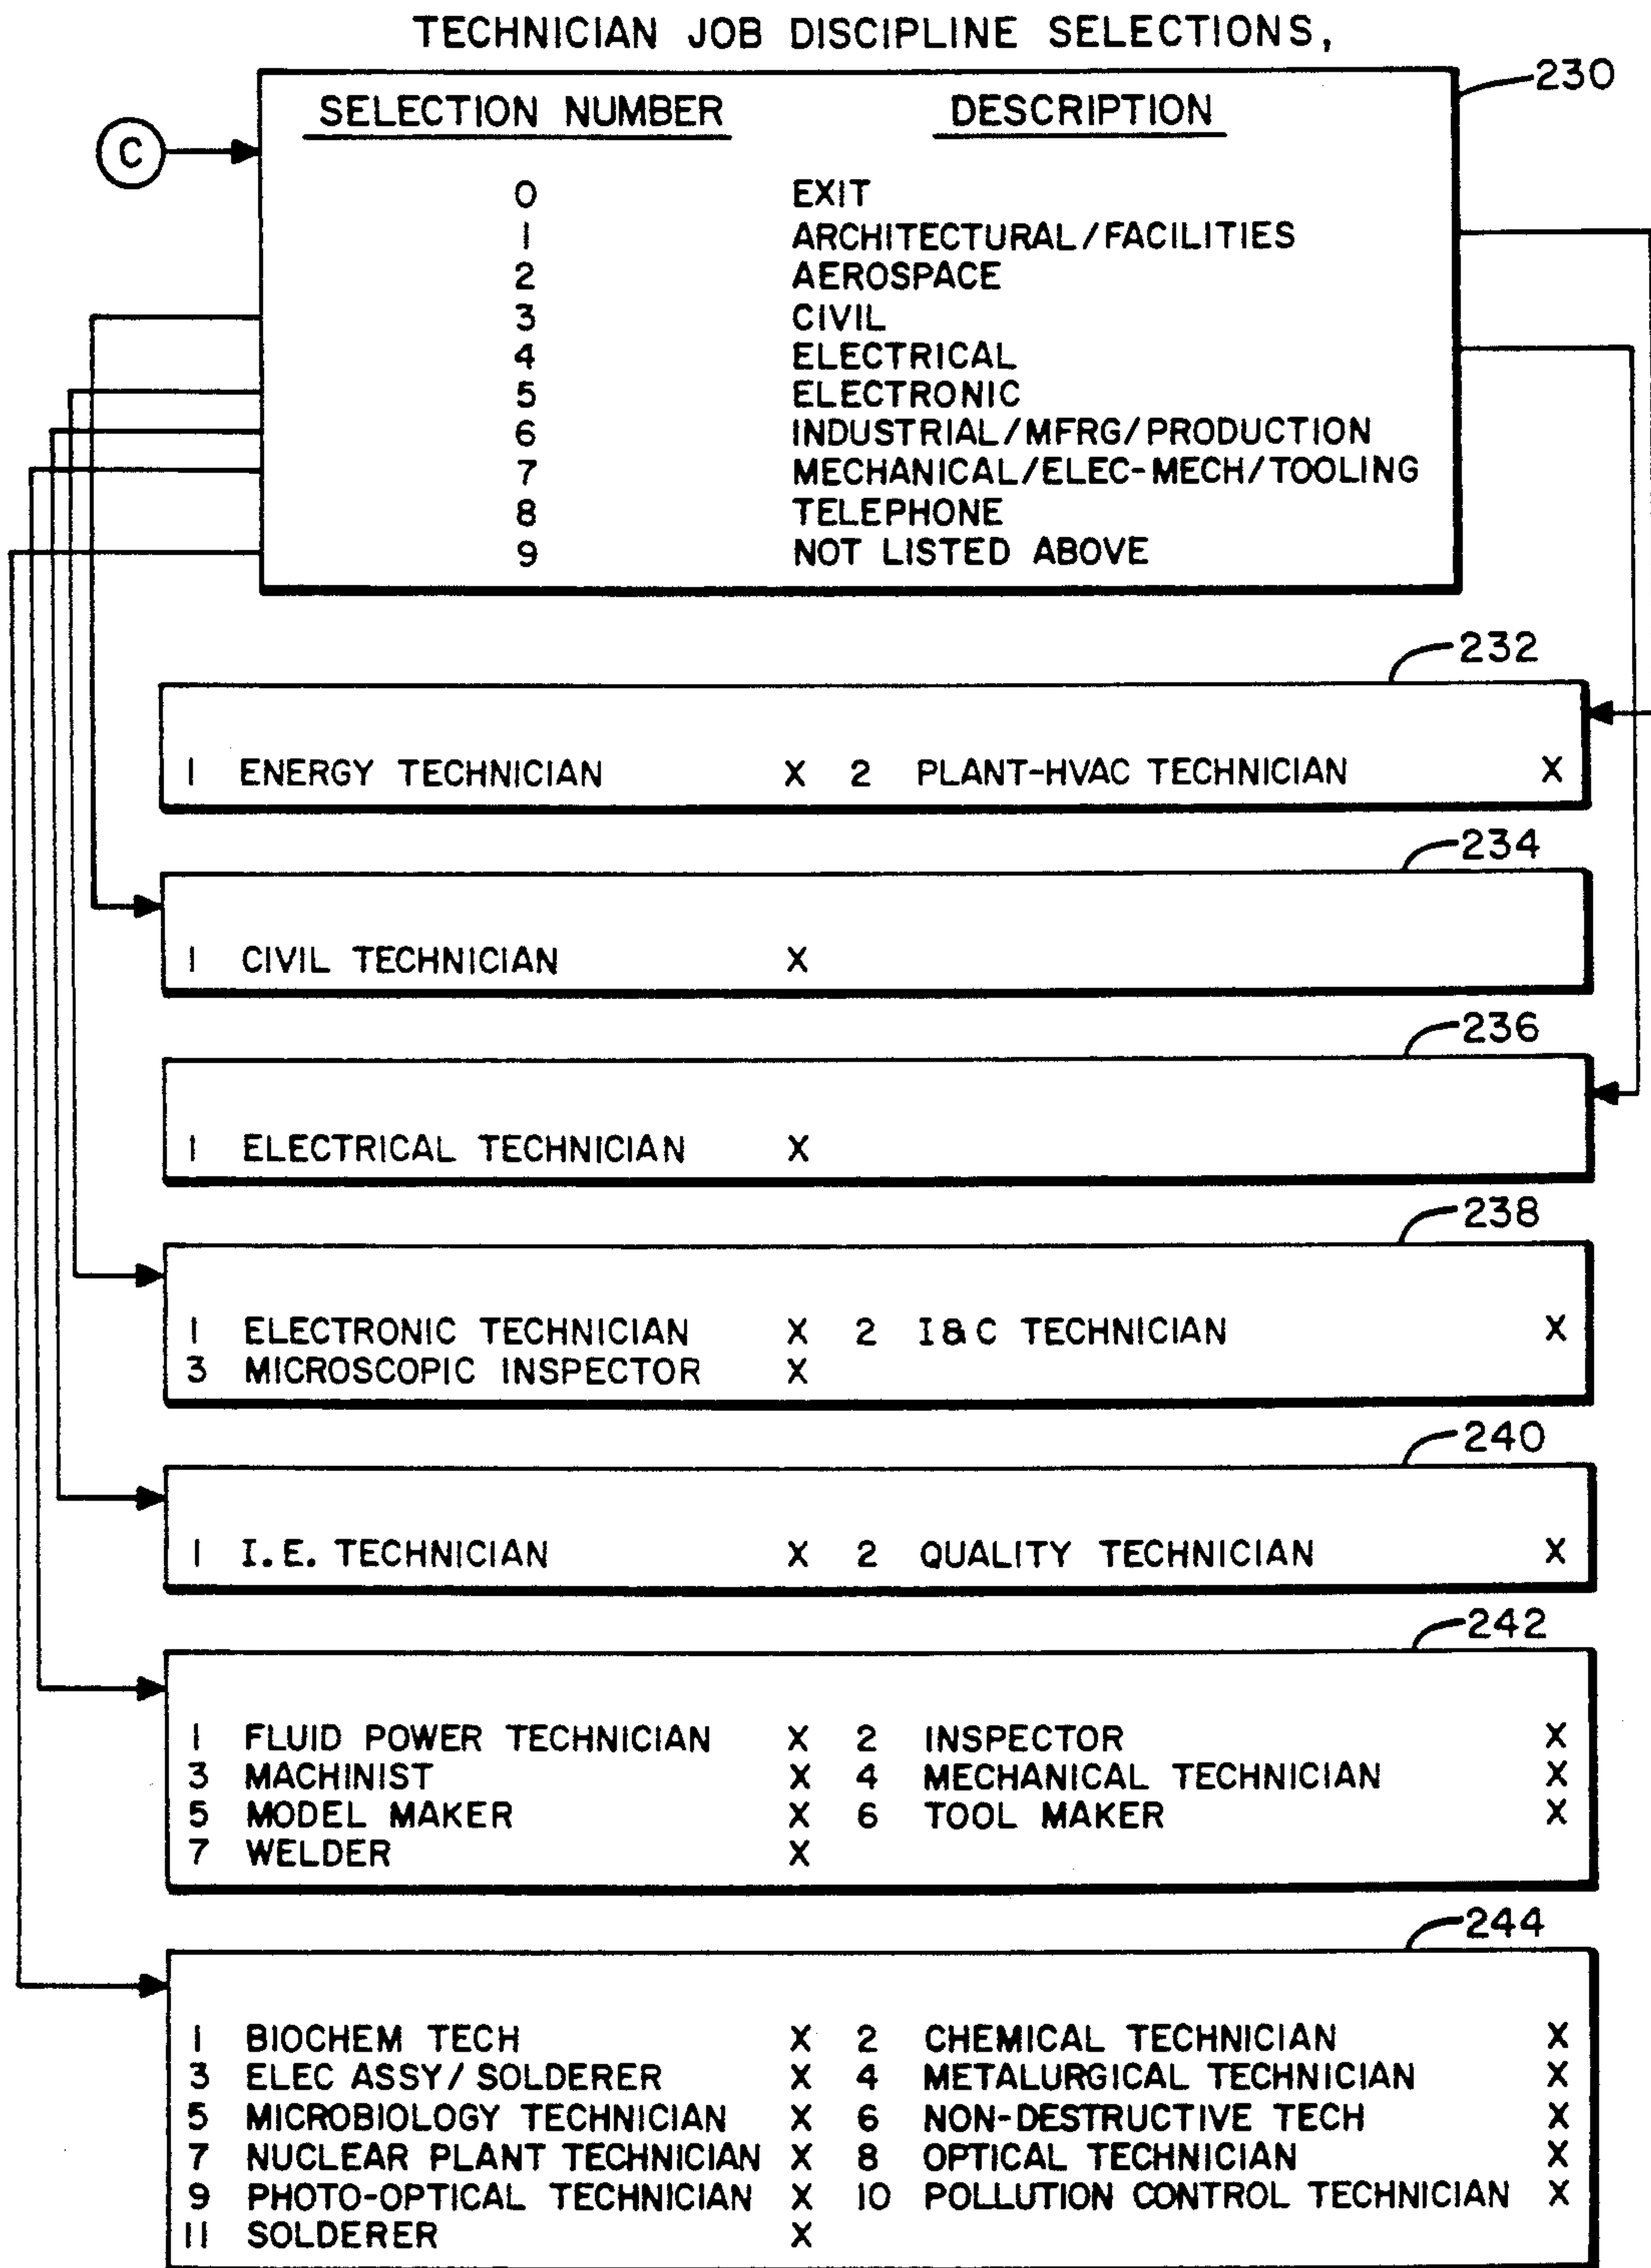 TECHNICIAN JOB DISCIPLINE SELECTIONS,
230
SELECTION NUMBER DESCRIPTION
C
0 EXIT
1 ARCHITECTURAL/FACILITIES
2 AEROSPACE
3 CIVIL
4 ELECTRICAL
5 ELECTRONIC
6 INDUSTRIAL/MFRG/PRODUCTION
7 MECHANICAL/ELEC-MECH/TOOLING
8 TELEPHONE
9 NOT LISTED ABOVE
232
1 ENERGY TECHNICIAN X 2 PLANT-HVAC TECHNICIAN X
234
1 CIVIL TECHNICIAN X
236
1 ELECTRICAL TECHNICIAN X
238
1 ELECTRONIC TECHNICIAN X 2 I&C TECHNICIAN X
3 MICROSCOPIC INSPECTOR X
240
1 I.E. TECHNICIAN X 2 QUALITY TECHNICIAN X
242
1 FLUID POWER TECHNICIAN X 2 INSPECTOR X
3 MACHINIST X 4 MECHANICAL TECHNICIAN X
5 MODEL MAKER X 6 TOOL MAKER X
7 WELDER X
244
1 BIOCHEM TECH X 2 CHEMICAL TECHNICIAN X
3 ELEC ASSY/SOLDERER X 4 METALURGICAL TECHNICIAN X
5 MICROBIOLOGY TECHNICIAN X 6 NON-DESTRUCTIVE TECH X
7 NUCLEAR PLANT TECHNICIAN X 8 OPTICAL TECHNICIAN X
9 PHOTO-OPTICAL TECHNICIAN X 10 POLLUTION CONTROL TECHNICIAN X
11 SOLDERER X